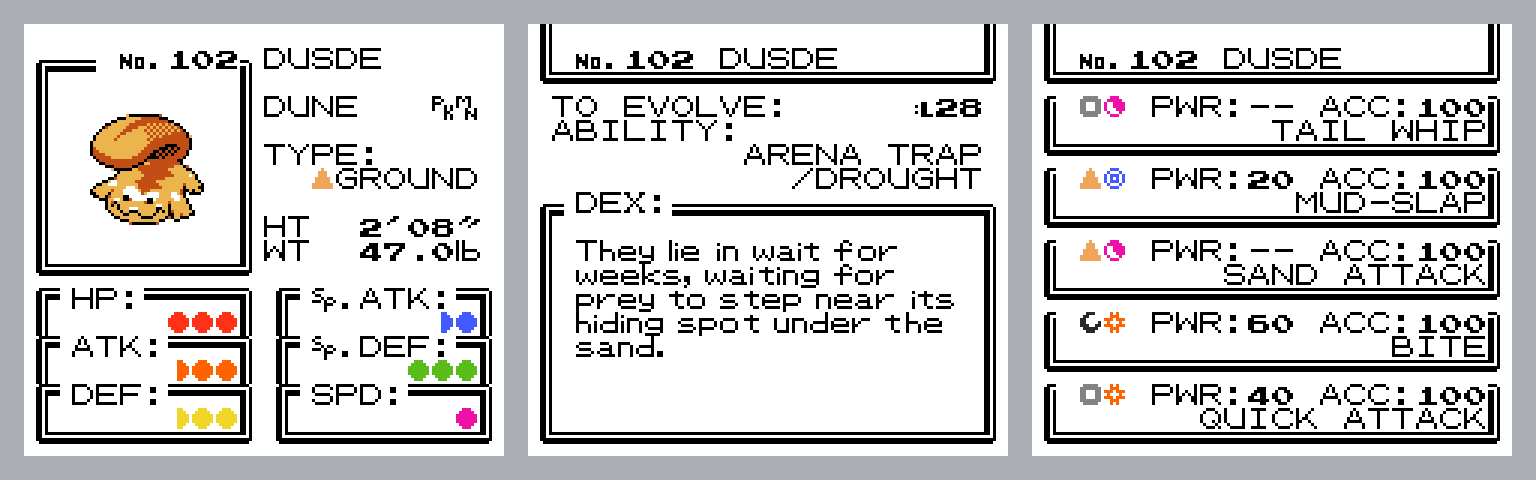 No. 102 DUSDE
DUNE PKMN
TYPE:
GROUND
HT 2'08"
WT 47.0lb
HP:
ATK:
DEF:
Sp. ATK:
Sp. DEF:
SPD:
No. 102 DUSDE
TO EVOLVE: :L28
ABILITY:
ARENA TRAP
/DROUGHT
DEX:
They lie in wait for
weeks, waiting for
prey to step near its
hiding spot under the
sand.
No. 102 DUSDE
PWR:-- ACC:100
TAIL WHIP
PWR:20 ACC:100
MUD-SLAP
PWR:-- ACC:100
SAND ATTACK
PWR:60 ACC:100
BITE
PWR:40 ACC:100
QUICK ATTACK